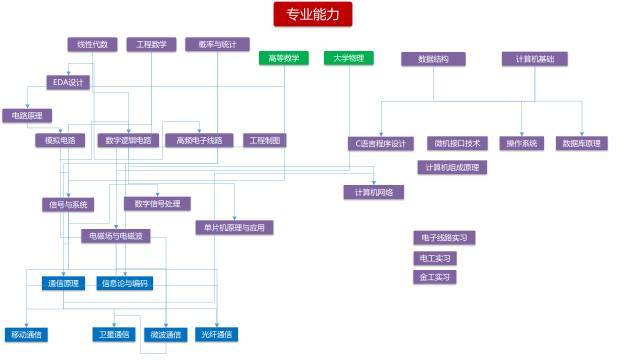 专业能力
线性代数
工程数学
概率与统计
高等数学
大学物理
数据结构
计算机基础
EDA设计
电路原理
模拟电路
数字逻辑电路
高频电子线路
工程制图
C语言程序设计
微机接口技术
操作系统
数据库原理
计算机组成原理
计算机网络
信号与系统
数字信号处理
单片机原理与应用
电磁场与电磁波
电子线路实习
电工实习
金工实习
通信原理
信息论与编码
移动通信
卫星通信
微波通信
光纤通信